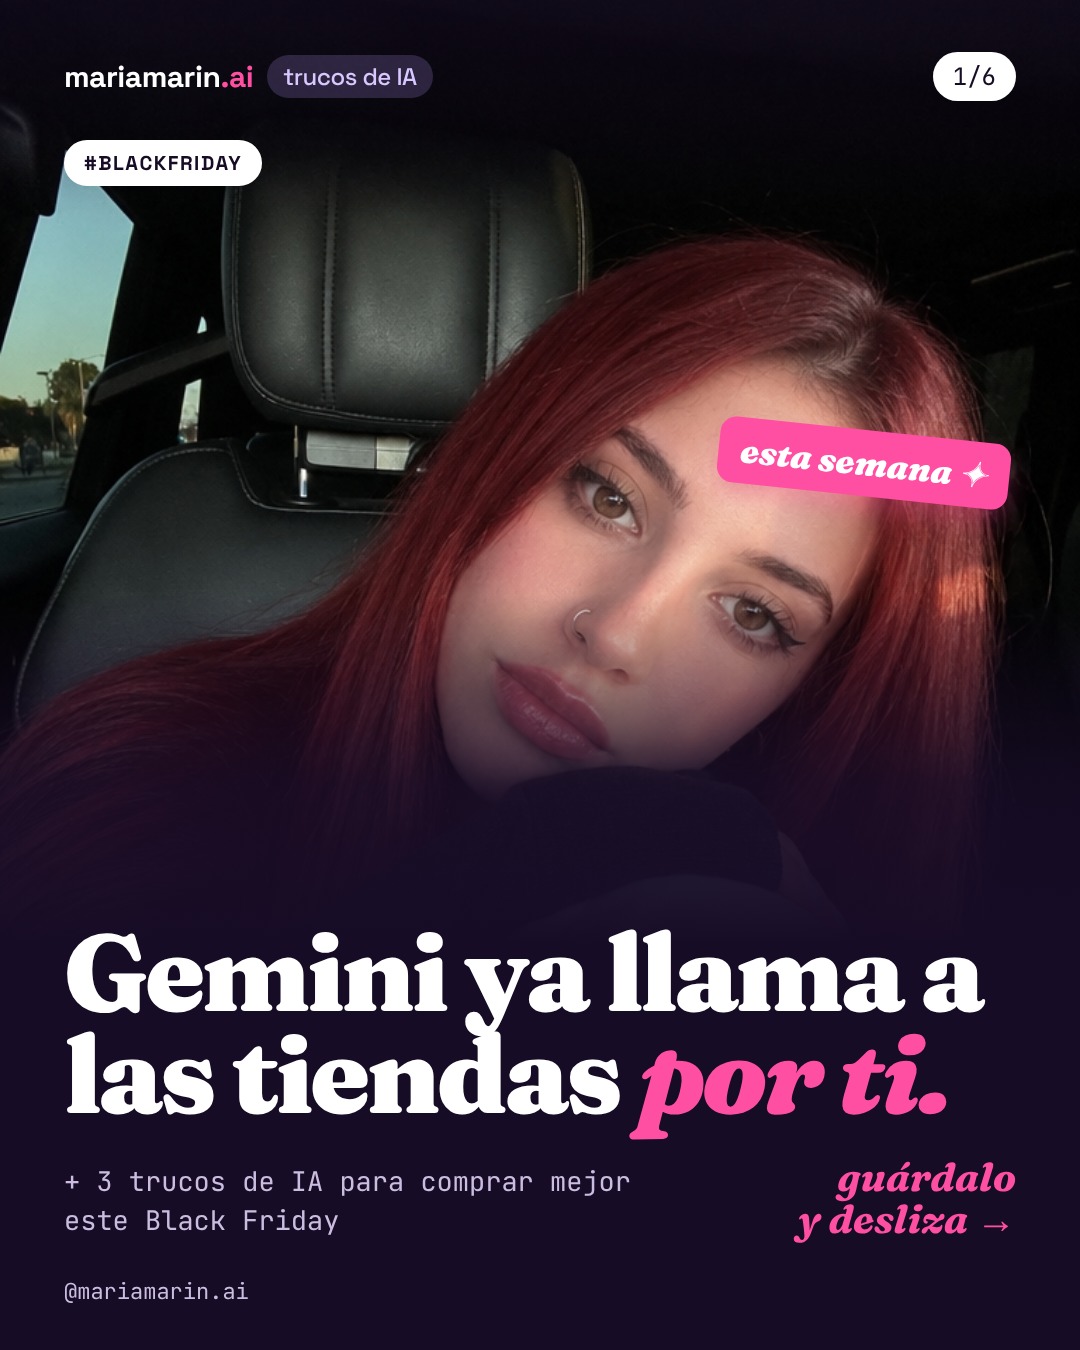 mariamarin.ai
trucos de IA
1/6
#BLACKFRIDAY
esta semana ✦
Gemini ya llama a
las tiendas por ti.
+ 3 trucos de IA para comprar mejor
este Black Friday
guárdalo
y desliza →
@mariamarin.ai